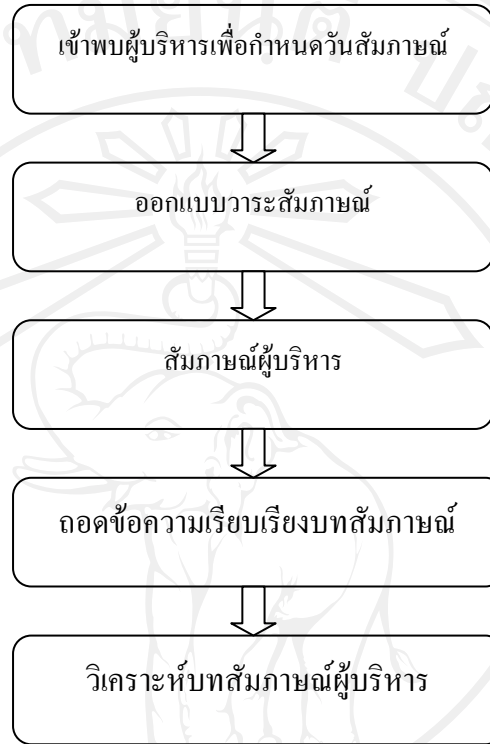 เข้าพบผู้บริหารเพื่อกำหนดวันสัมภาษณ์
ออกแบบวาระสัมภาษณ์
สัมภาษณ์ผู้บริหาร
ถอดข้อความเรียบเรียงบทสัมภาษณ์
วิเคราะห์บทสัมภาษณ์ผู้บริหาร